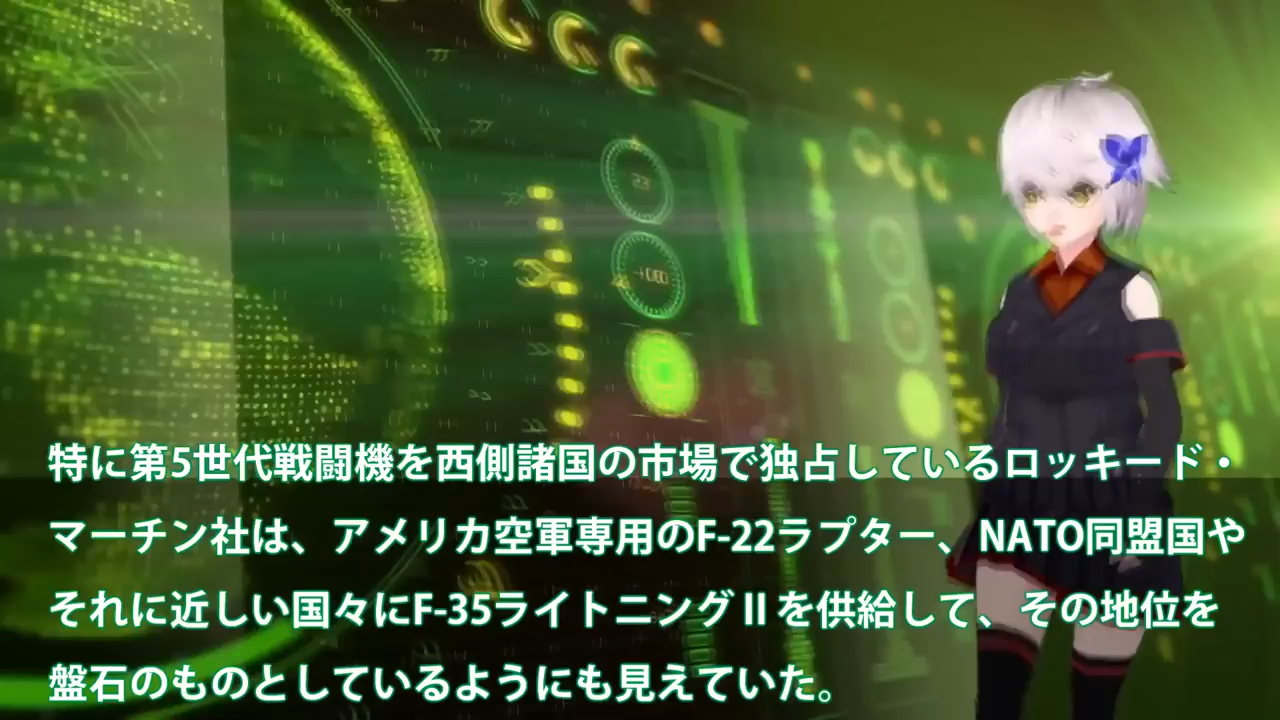 特に第5世代戦闘機を西側諸国の市場で独占しているロッキード・
マーチン社は、アメリカ空軍専用のF-22ラプター、NATO同盟国や
それに近しい国々にF-35ライトニングⅡを供給して、その地位を
盤石のものとしているようにも見えていた。